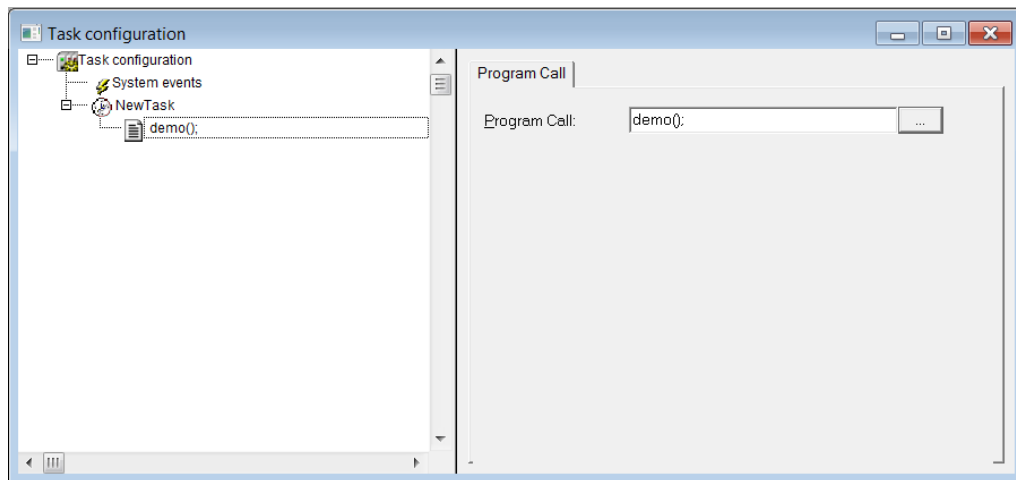 Task configuration
Task configuration
System events
NewTask
demo();
Program Call
Program Call:
demo();
...